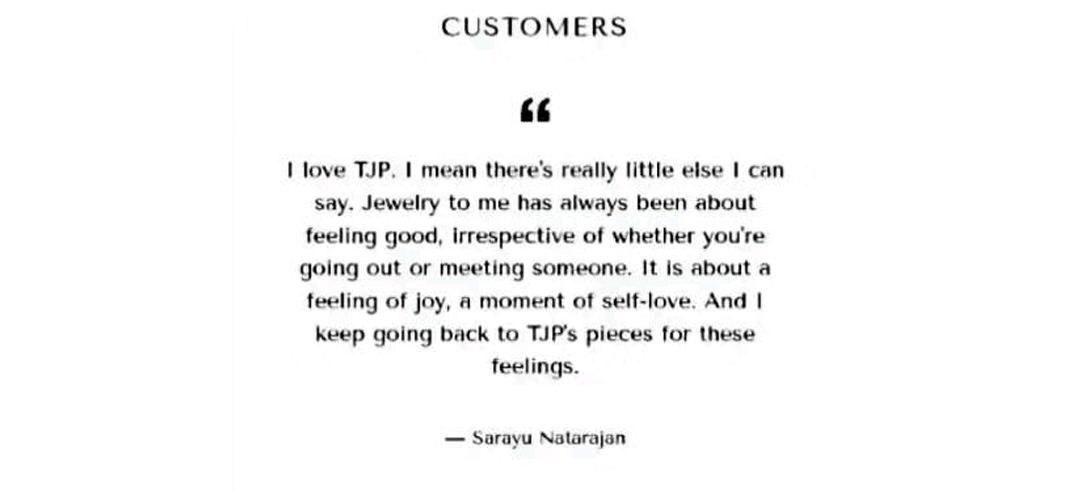 CUSTOMERS
“
I love TJP. I mean there's really little else I can
say. Jewelry to me has always been about
feeling good, irrespective of whether you're
going out or meeting someone. It is about a
feeling of joy, a moment of self-love. And I
keep going back to TJP's pieces for these
feelings.
— Sarayu Natarajan